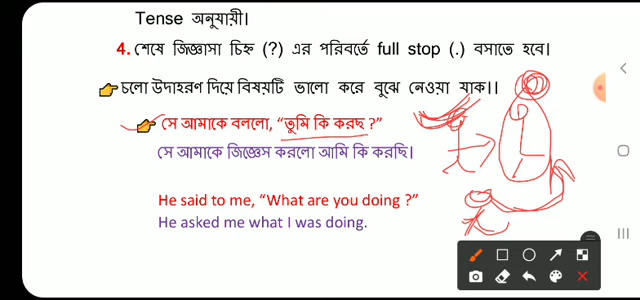 Tense অনুযায়ী।
4. শেষে জিজ্ঞাসা চিহ্ন (?) এর পরিবর্তে full stop (.) বসাতে হবে।
👉চলো উদাহরণ দিয়ে বিষয়টি ভালো করে বুঝে নেওয়া যাক।।
👉 সে আমাকে বললো, “তুমি কি করছ ?”
সে আমাকে জিজ্ঞেস করলো আমি কি করছি।
He said to me, “What are you doing ?”
He asked me what I was doing.